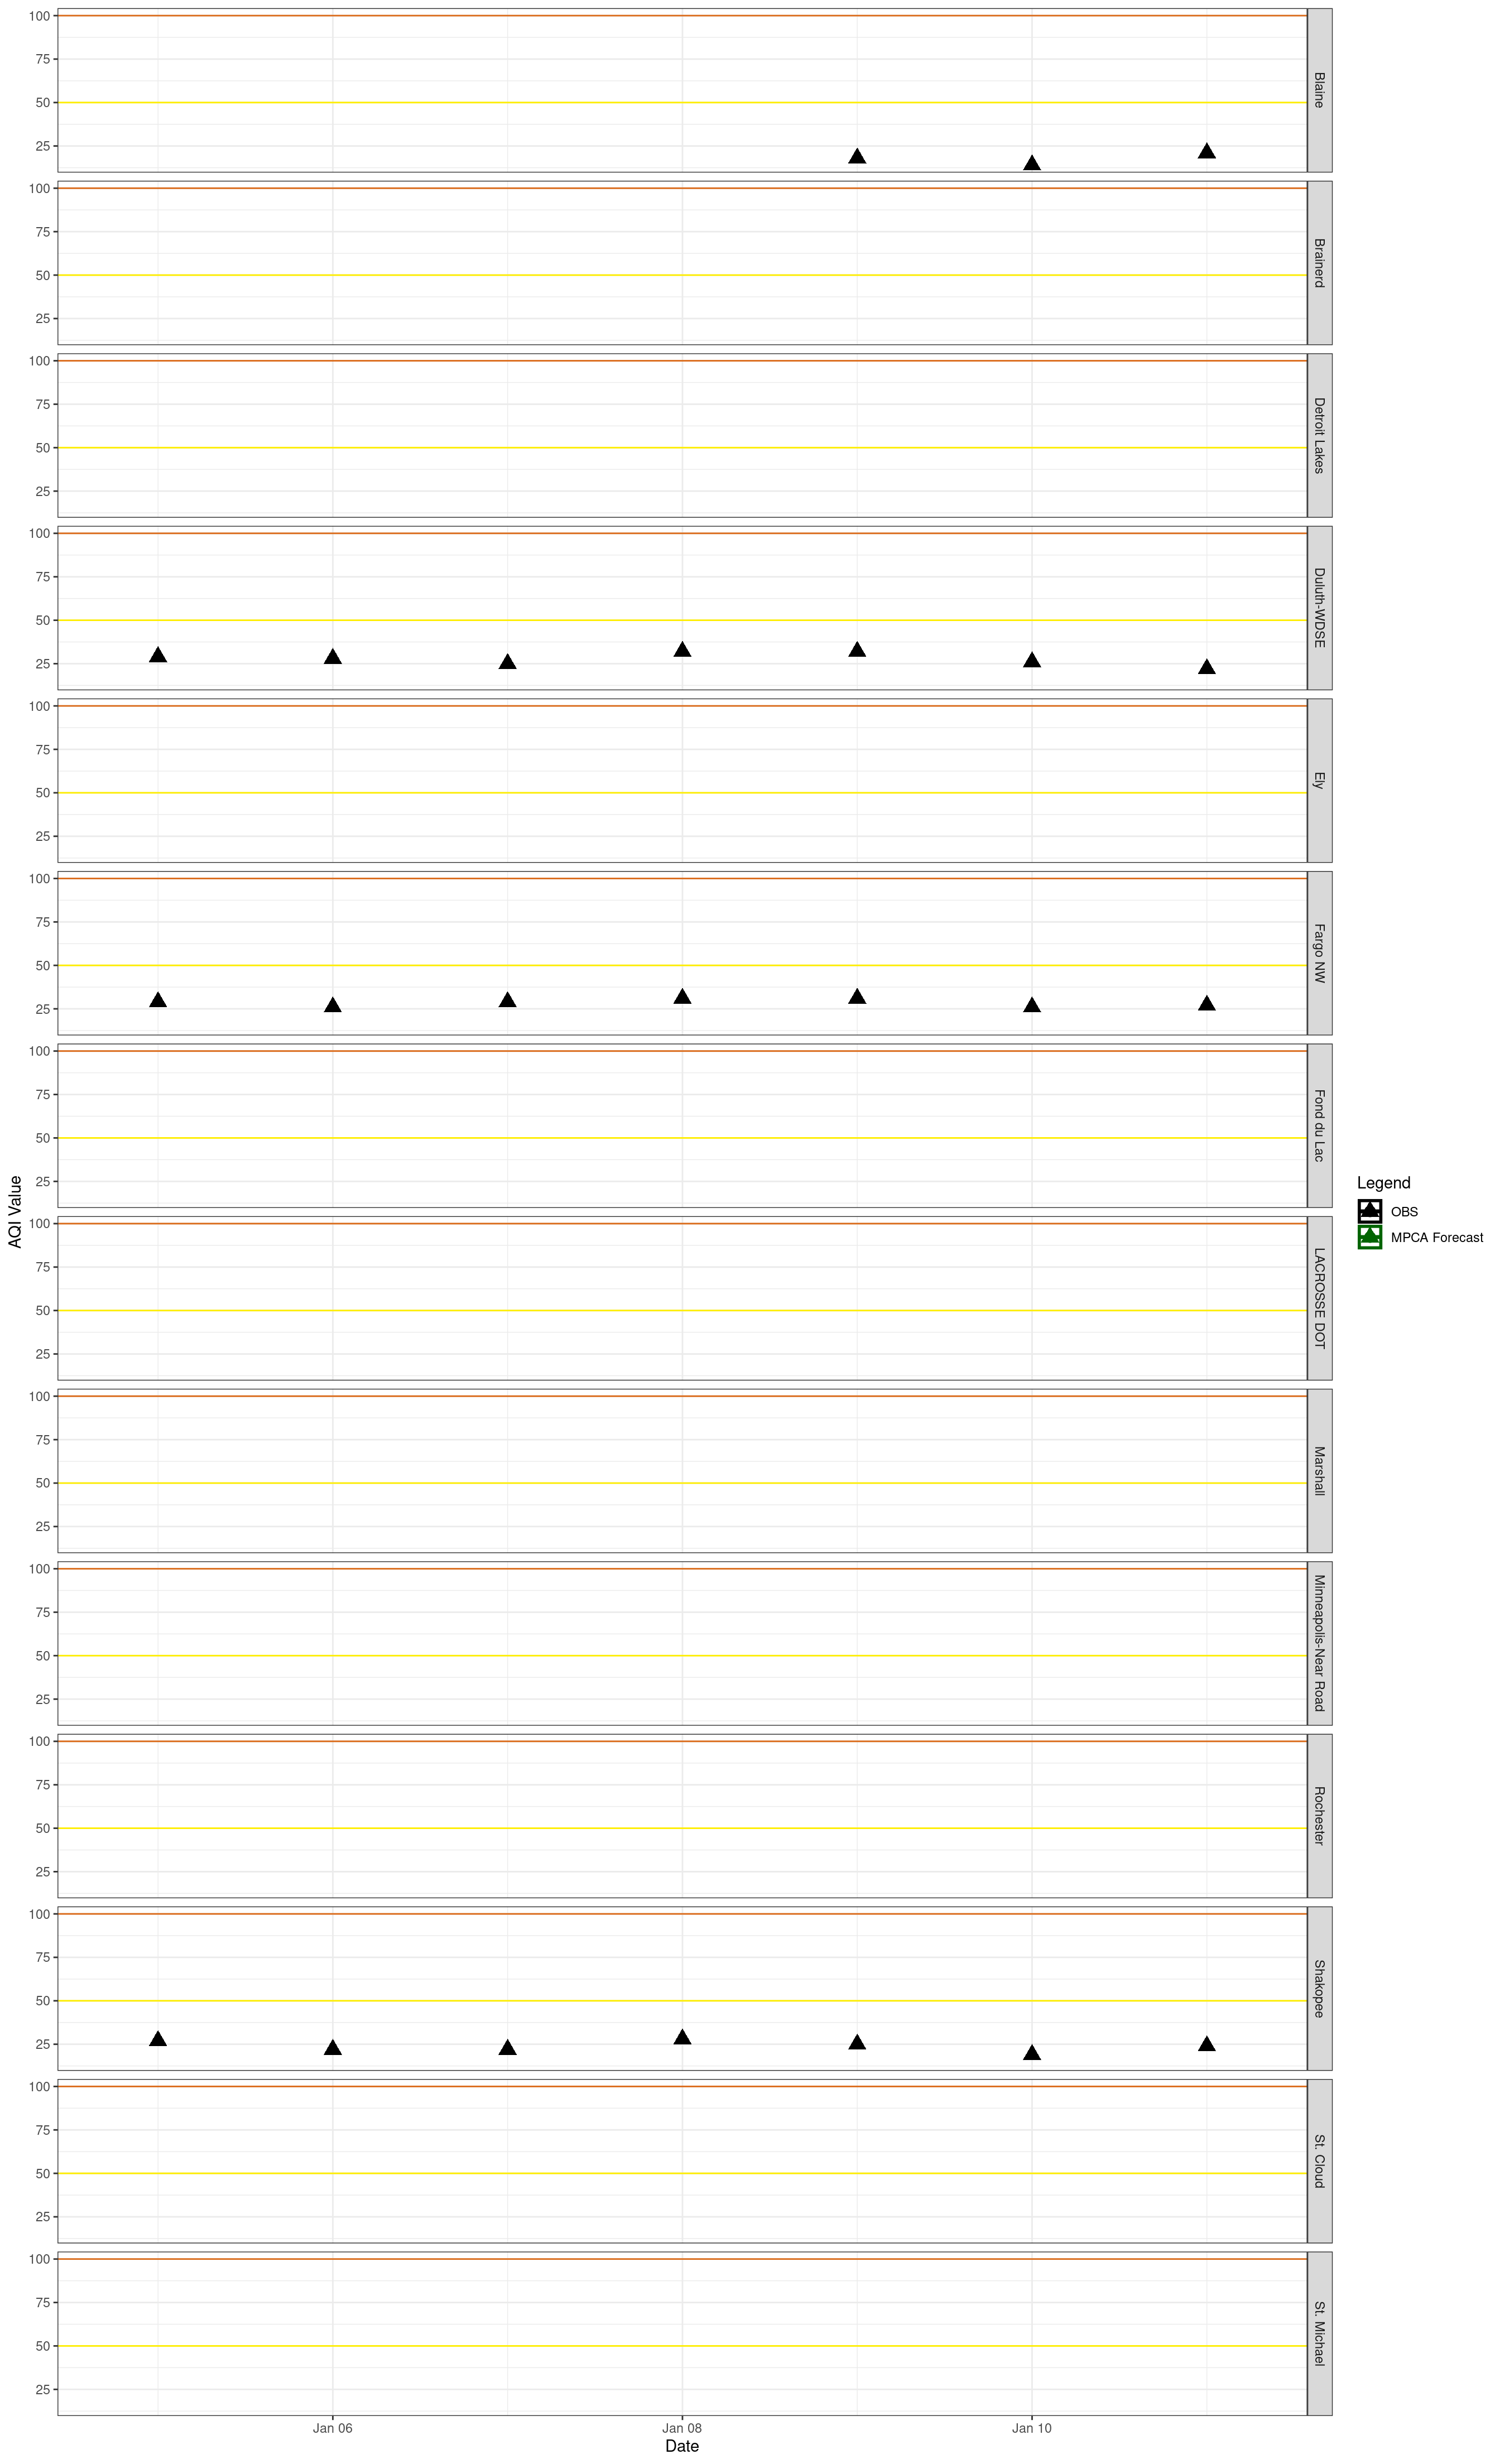 100
75
50
25
Blaine
100
75
50
25
Brainerd
100
75
50
25
Detroit Lakes
100
75
50
25
Duluth-WDSE
100
75
50
25
Ely
100
75
50
25
Fargo NW
100
75
50
25
Fond du Lac
100
75
50
25
LACROSSE DOT
100
75
50
25
Marshall
100
75
50
25
Minneapolis-Near Road
100
75
50
25
Rochester
100
75
50
25
Shakopee
100
75
50
25
St. Cloud
100
75
50
25
St. Michael
Jan 06
Jan 08
Jan 10
Date
AQI Value
Legend
OBS
MPCA Forecast